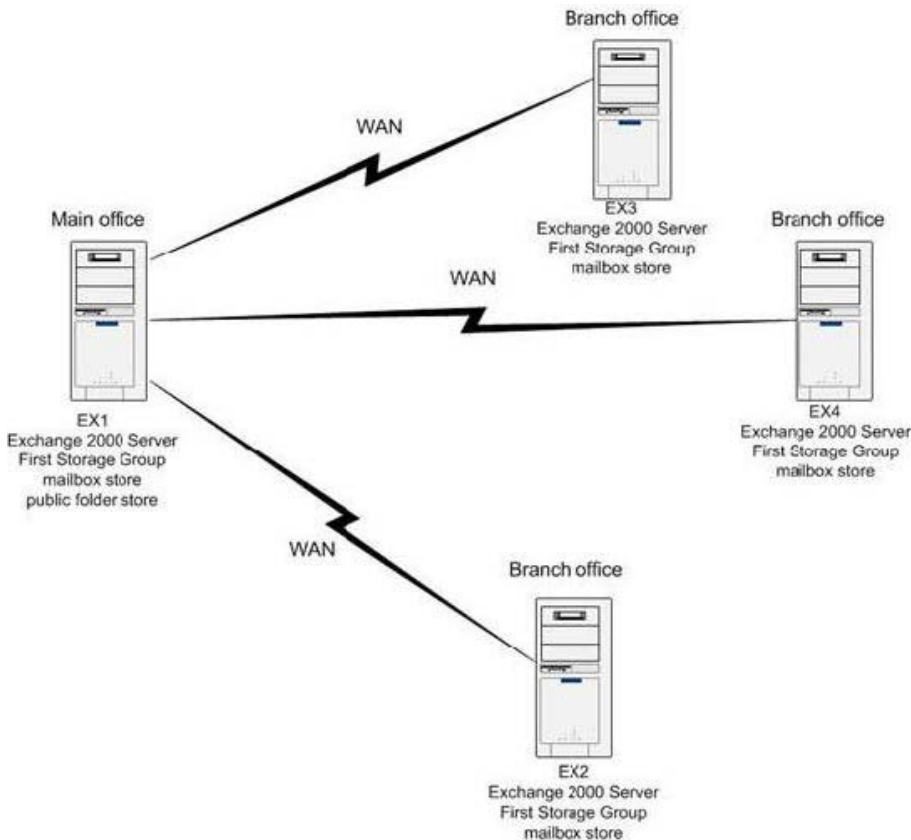 Branch office
WAN
EX3
Exchange 2000 Server
First Storage Group
mailbox store
Main office
Branch office
WAN
EX1
Exchange 2000 Server
First Storage Group
mailbox store
public folder store
EX4
Exchange 2000 Server
First Storage Group
mailbox store
WAN
Branch office
EX2
Exchange 2000 Server
First Storage Group
mailbox store